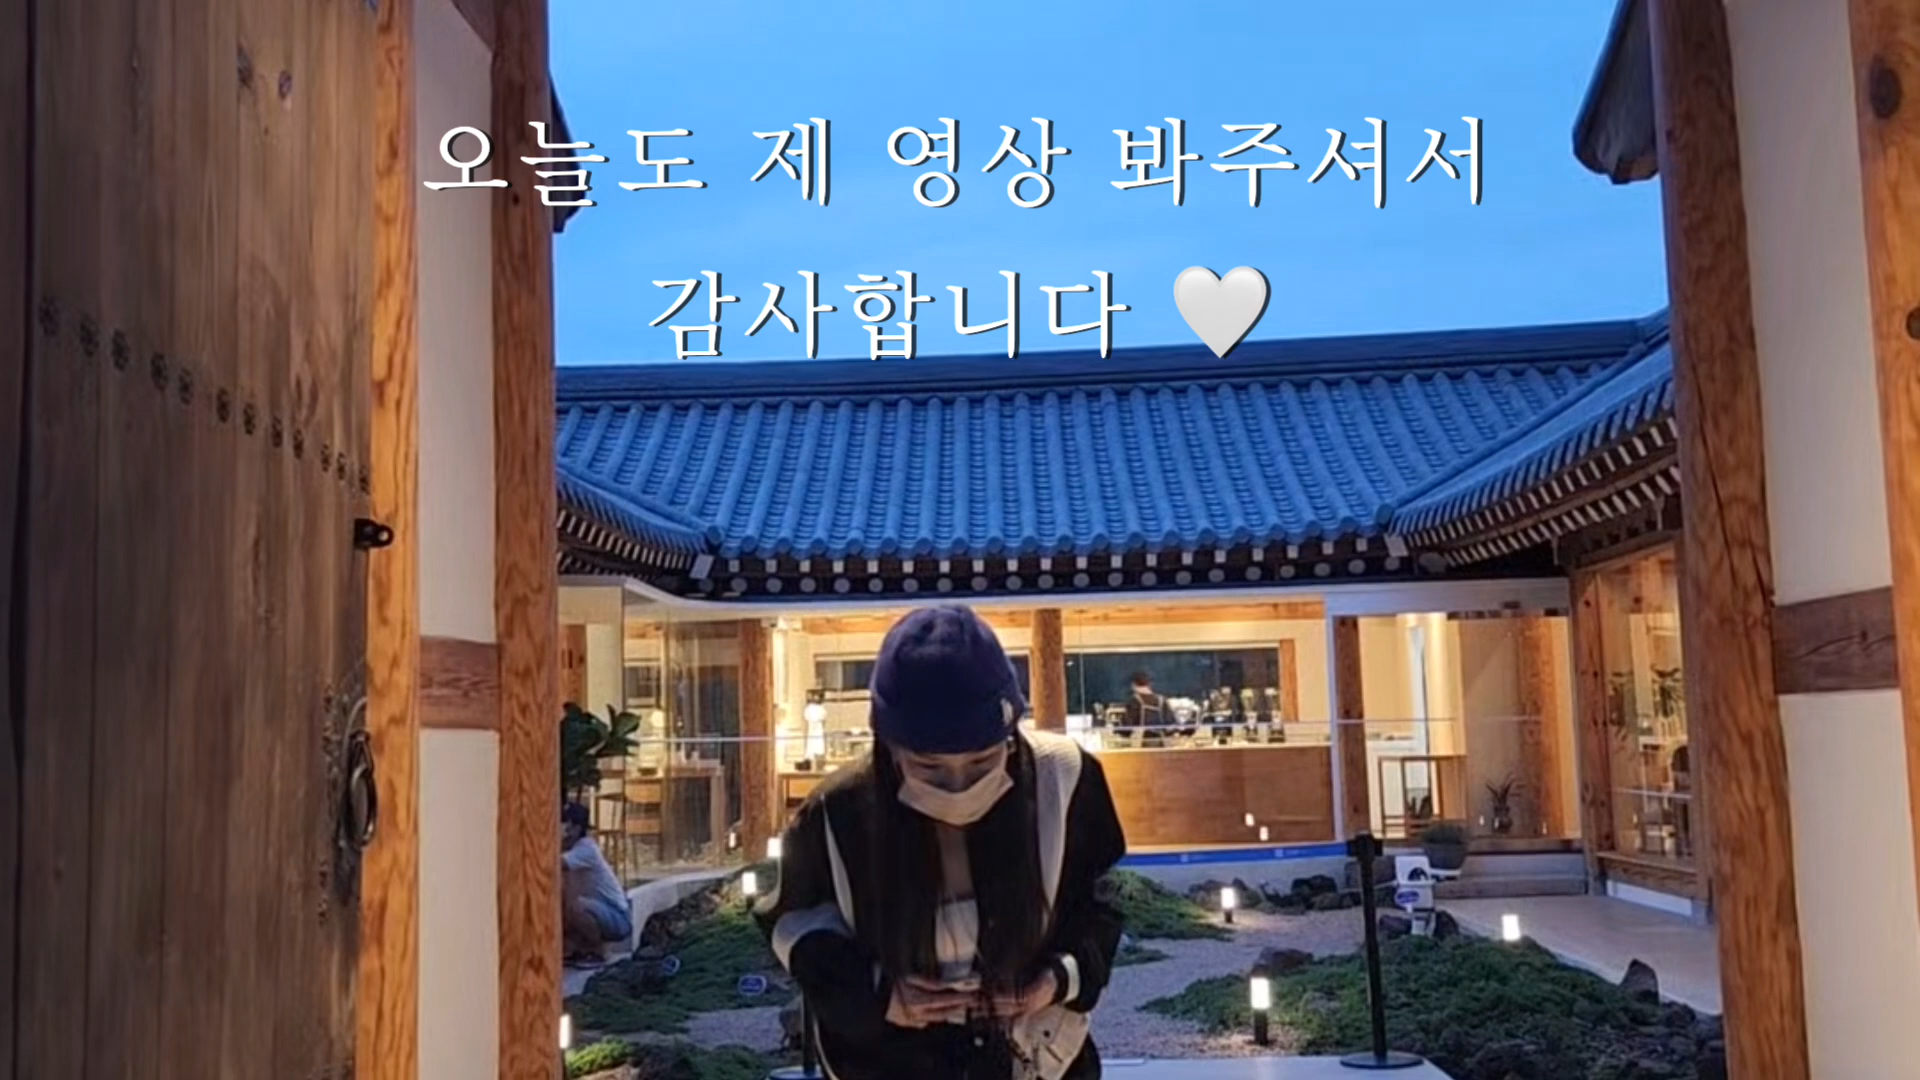 오늘도 제 영상 봐주셔서
감사합니다 🤍